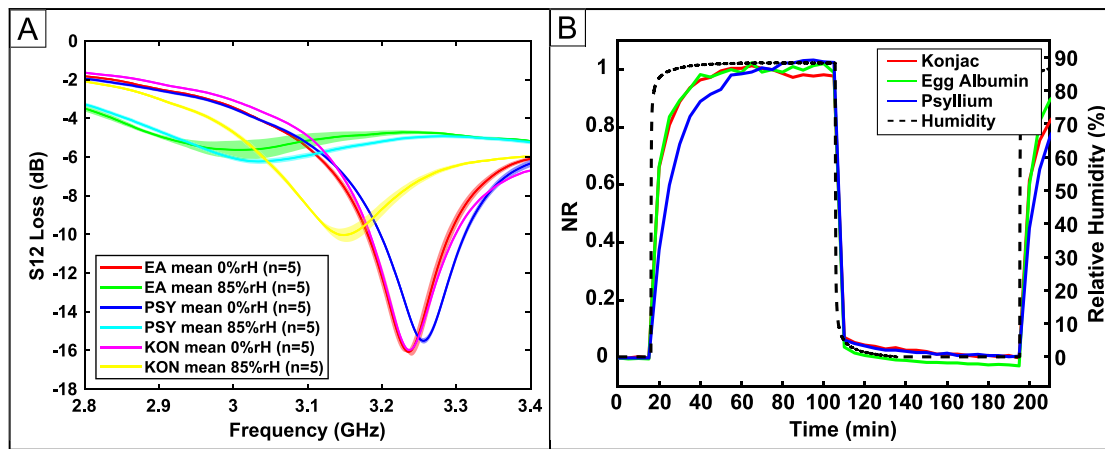 A
0
-2
-4
-6
-8
-10
-12
-14
-16
-18
S12 Loss (dB)
EA mean 0%rH (n=5)
EA mean 85%rH (n=5)
PSY mean 0%rH (n=5)
PSY mean 85%rH (n=5)
KON mean 0%rH (n=5)
KON mean 85%rH (n=5)
2.8 2.9 3 3.1 3.2 3.3 3.4
Frequency (GHz)
B
1
0.8
0.6
0.4
0.2
0
NR
Konjac
Egg Albumin
Psyllium
Humidity
90
80
70
60
50
40
30
20
10
0
Relative Humidity (%)
0 20 40 60 80 100 120 140 160 180 200
Time (min)